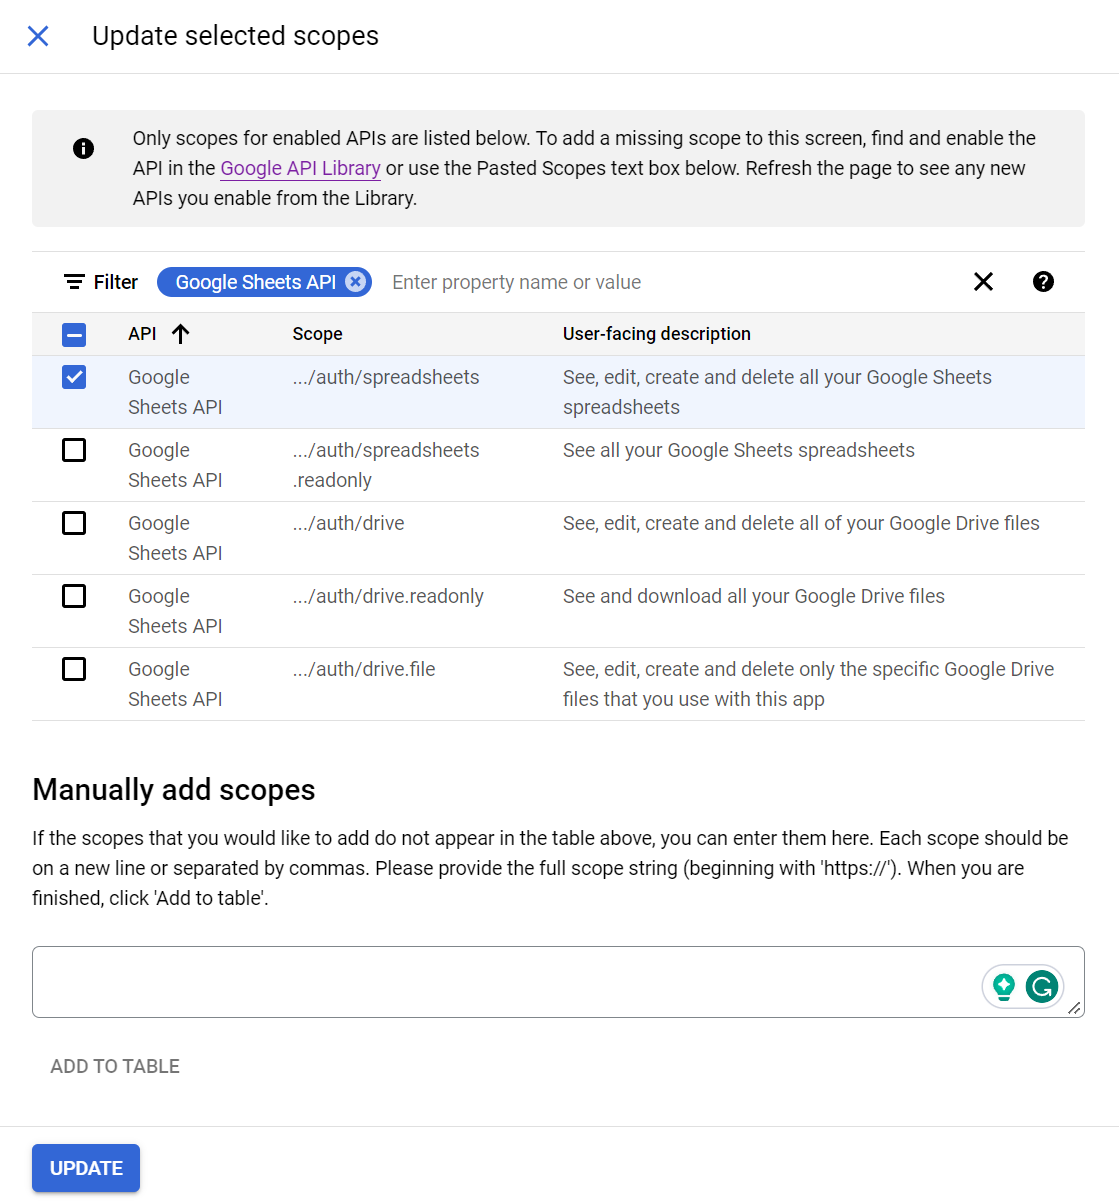 Update selected scopes
Only scopes for enabled APIs are listed below. To add a missing scope to this screen, find and enable the
API in the Google API Library or use the Pasted Scopes text box below. Refresh the page to see any new
APIs you enable from the Library.
Filter Google Sheets API Enter property name or value
API Scope User-facing description
Google .../auth/spreadsheets See, edit, create and delete all your Google Sheets
Sheets API spreadsheets
Google .../auth/spreadsheets See all your Google Sheets spreadsheets
Sheets API .readonly
Google .../auth/drive See, edit, create and delete all of your Google Drive files
Sheets API
Google .../auth/drive.readonly See and download all your Google Drive files
Sheets API
Google .../auth/drive.file See, edit, create and delete only the specific Google Drive
Sheets API files that you use with this app
Manually add scopes
If the scopes that you would like to add do not appear in the table above, you can enter them here. Each scope should be
on a new line or separated by commas. Please provide the full scope string (beginning with 'https://'). When you are
finished, click 'Add to table'.
ADD TO TABLE
UPDATE